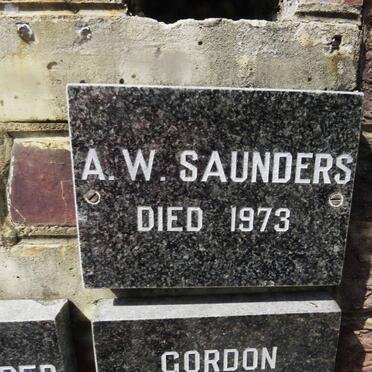 A. W. SAUNDERS
DIED 1973
GORDON